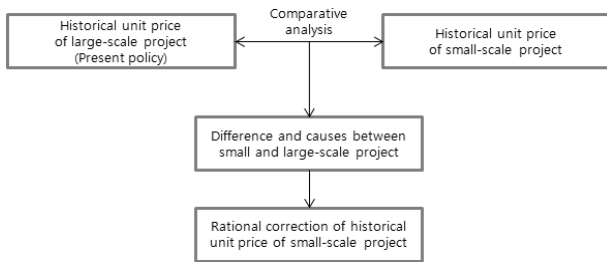 Historical unit price
of large-scale project
(Present policy)
Comparative
analysis
Historical unit price
of small-scale project
Difference and causes between
small and large-scale project
Rational correction of historical
unit price of small-scale project